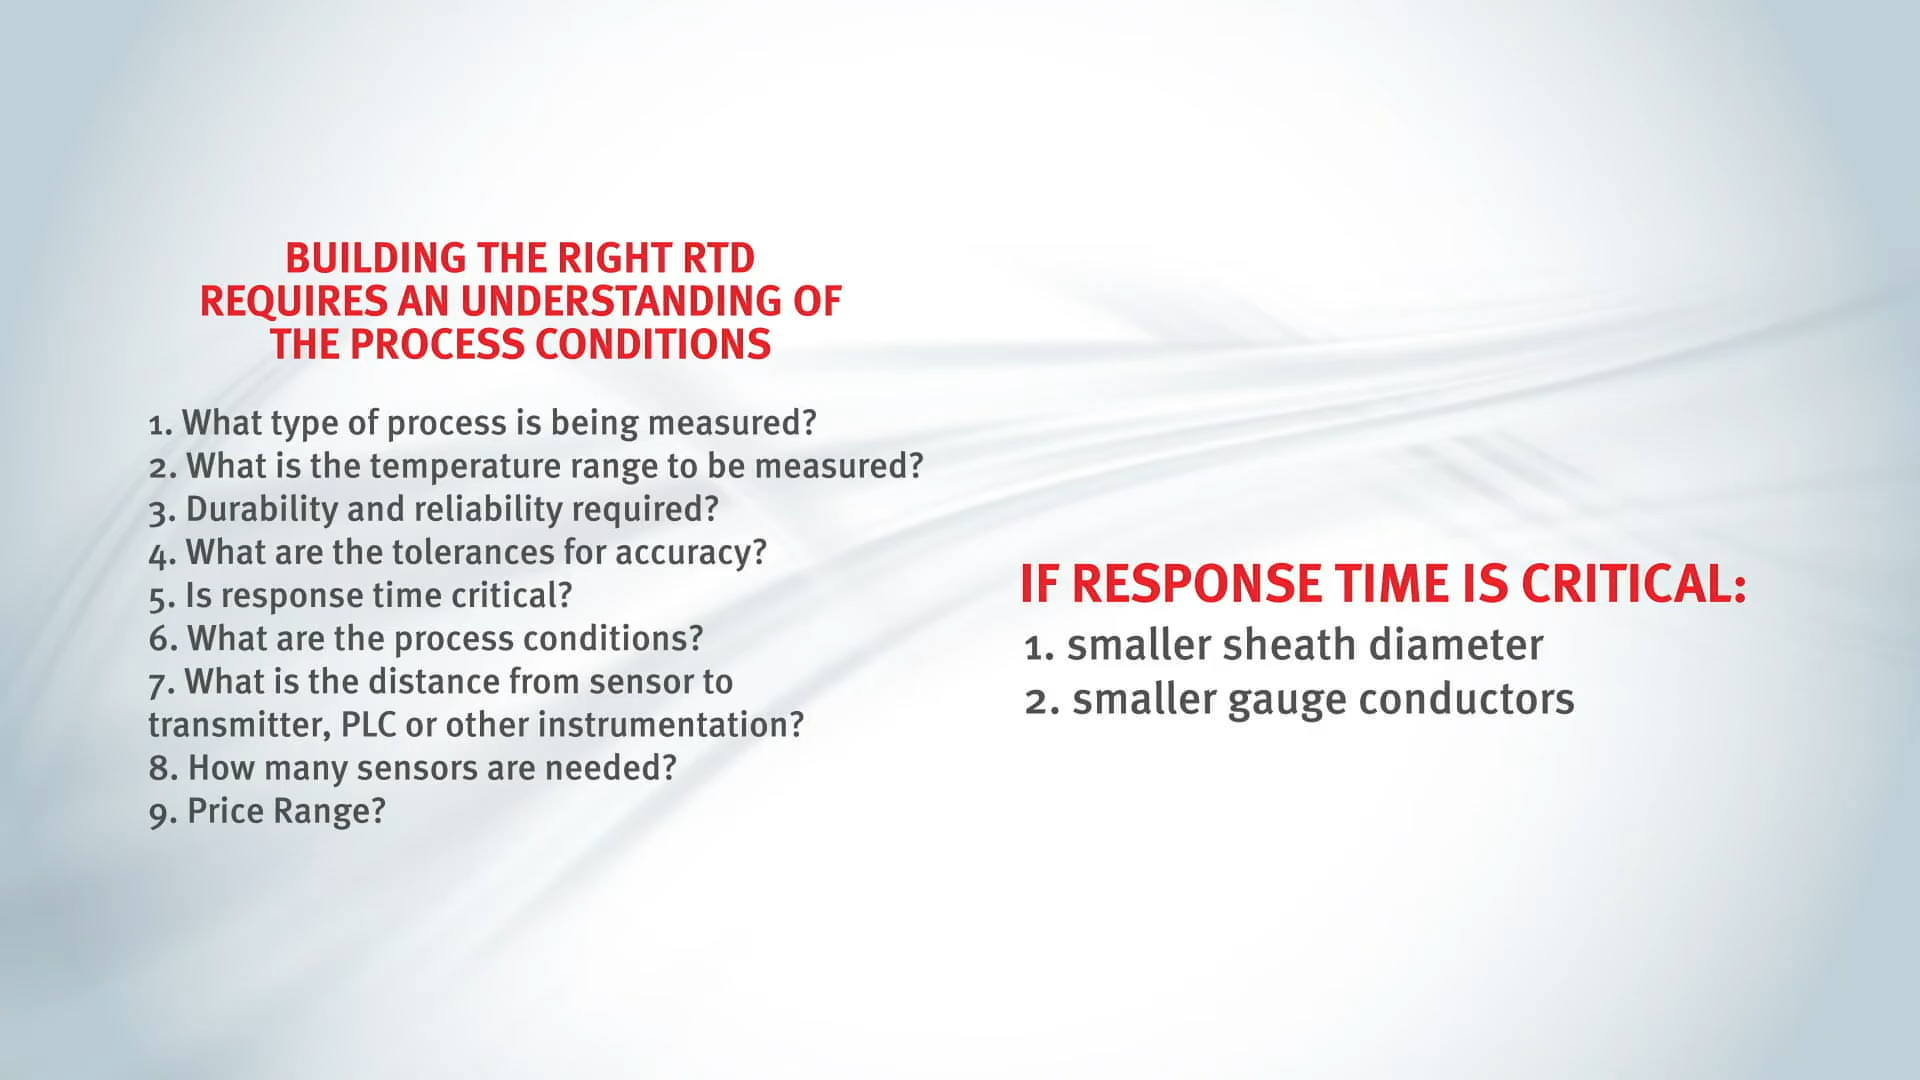 BUILDING THE RIGHT RTD
REQUIRES AN UNDERSTANDING OF
THE PROCESS CONDITIONS
1. What type of process is being measured?
2. What is the temperature range to be measured?
3. Durability and reliability required?
4. What are the tolerances for accuracy?
5. Is response time critical?
6. What are the process conditions?
7. What is the distance from sensor to
transmitter, PLC or other instrumentation?
8. How many sensors are needed?
9. Price Range?
IF RESPONSE TIME IS CRITICAL:
1. smaller sheath diameter
2. smaller gauge conductors